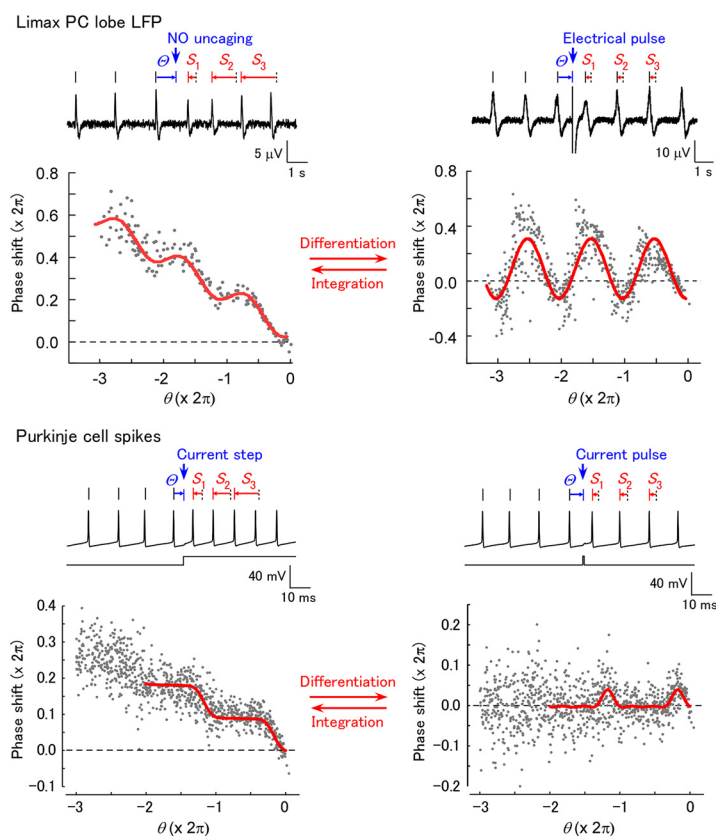 Limax PC lobe LFP
NO uncaging
Θ S1 S2 S3
5 μV
1 s
Electrical pulse
Θ S1 S2 S3
10 μV
1 s
Phase shift (x 2π)
0.8
0.6
0.4
0.2
0.0
-3 -2 -1 0
θ (x 2π)
Differentiation
Integration
Phase shift (x 2π)
0.8
0.4
0.0
-0.4
-3 -2 -1 0
θ (x 2π)
Purkinje cell spikes
Current step
Θ S1 S2 S3
40 mV
10 ms
Current pulse
Θ S1 S2 S3
40 mV
10 ms
Phase shift (x 2π)
0.4
0.3
0.2
0.1
0.0
−0.1
−3 −2 −1 0
θ (x 2π)
Differentiation
Integration
Phase shift (x 2π)
0.2
0.1
0.0
−0.1
−0.2
−3 −2 −1 0
θ (x 2π)